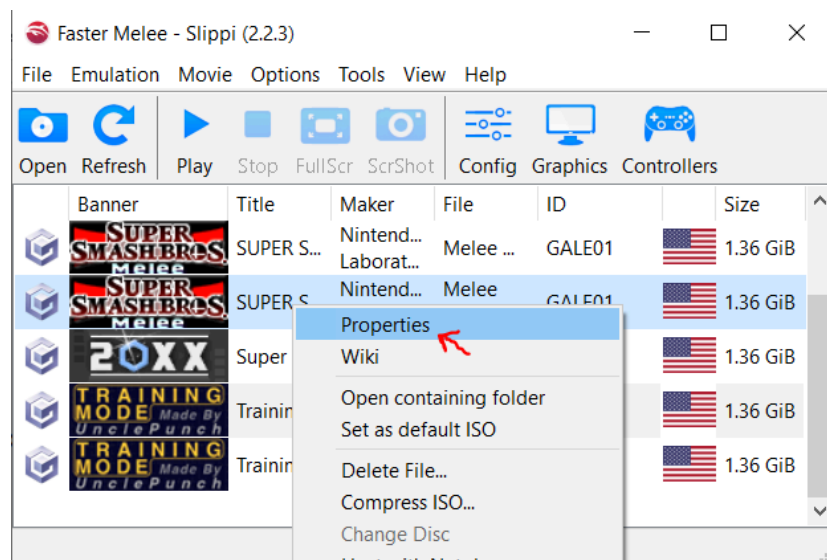 Faster Melee - Slippi (2.2.3)
File Emulation Movie Options Tools View Help
Open Refresh Play Stop FullScr ScrShot Config Graphics Controllers
Banner Title Maker File ID Size
SUPER SMASH BROS. Melee SUPER S... Nintend... Laborat... Melee ... GALE01 1.36 GiB
SUPER SMASH BROS. Melee SUPER S Nintend... Melee GALE01 1.36 GiB
Properties
Wiki
20XX Super 1.36 GiB
Open containing folder
TRAINING MODE Made By UnclePunch Trainin 1.36 GiB
Set as default ISO
TRAINING MODE Made By UnclePunch Trainin 1.36 GiB
Delete File...
Compress ISO...
Change Disc